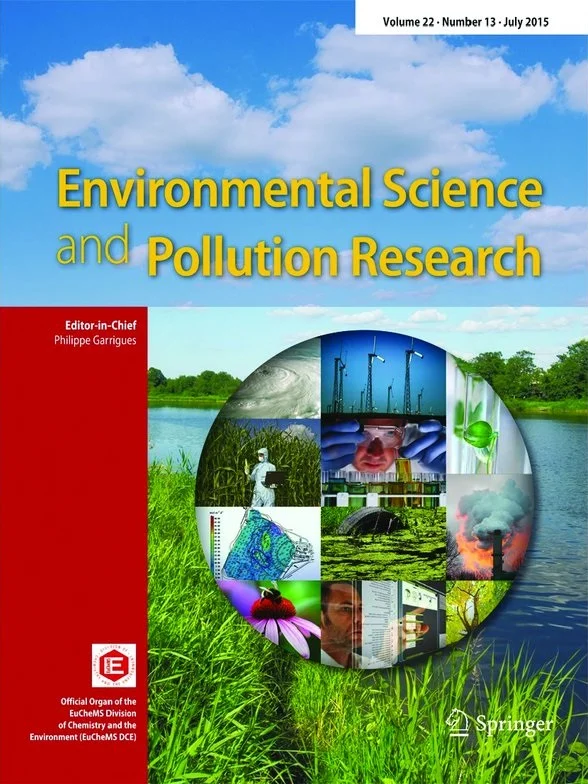 Volume 22 · Number 13 · July 2015
Environmental Science
and Pollution Research
Editor-in-Chief
Philippe Garrigues
E
Official Organ of the
EuCheMS Division
of Chemistry and the
Environment (EuCheMS DCE)
Springer